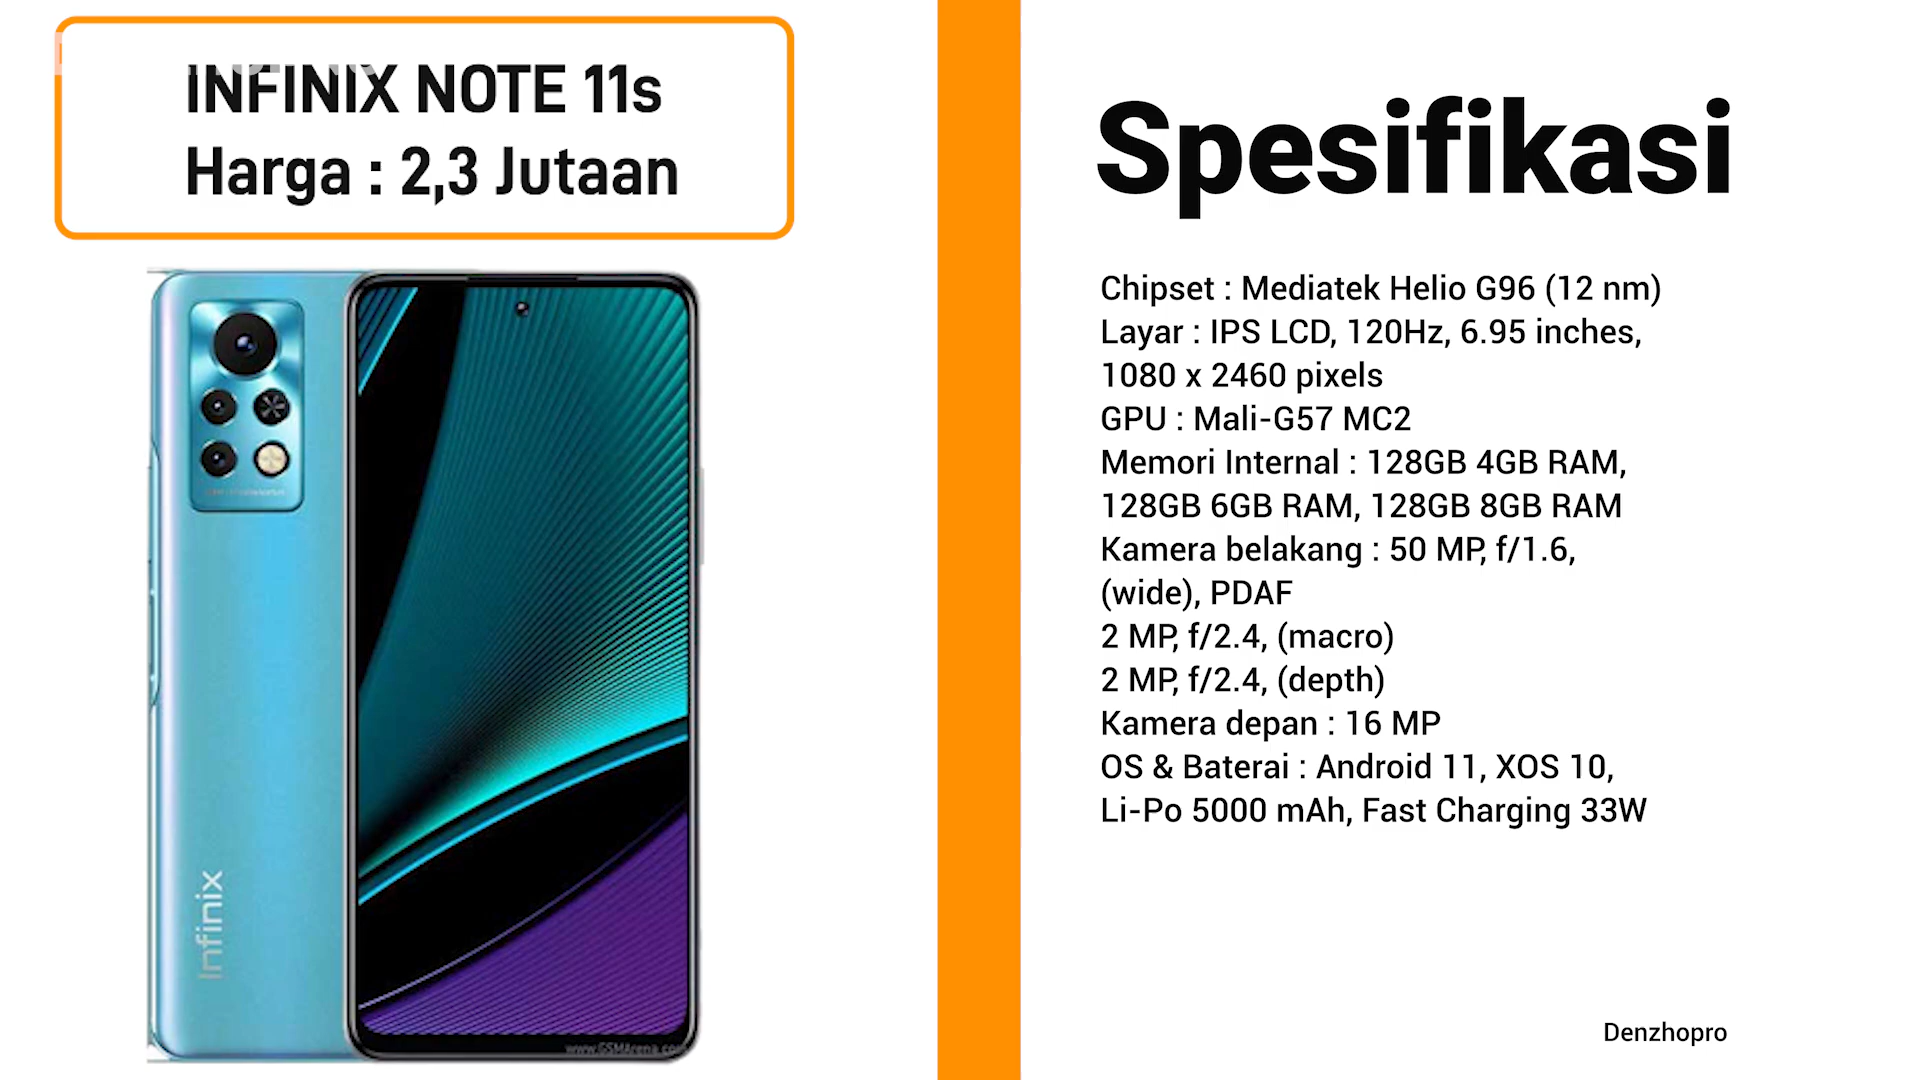 INFINIX NOTE 11s
Harga : 2,3 Jutaan
Infinix
www.GSMArena.com
Spesifikasi
Chipset : Mediatek Helio G96 (12 nm)
Layar : IPS LCD, 120Hz, 6.95 inches,
1080 x 2460 pixels
GPU : Mali-G57 MC2
Memori Internal : 128GB 4GB RAM,
128GB 6GB RAM, 128GB 8GB RAM
Kamera belakang : 50 MP, f/1.6,
(wide), PDAF
2 MP, f/2.4, (macro)
2 MP, f/2.4, (depth)
Kamera depan : 16 MP
OS & Baterai : Android 11, XOS 10,
Li-Po 5000 mAh, Fast Charging 33W
Denzhopro